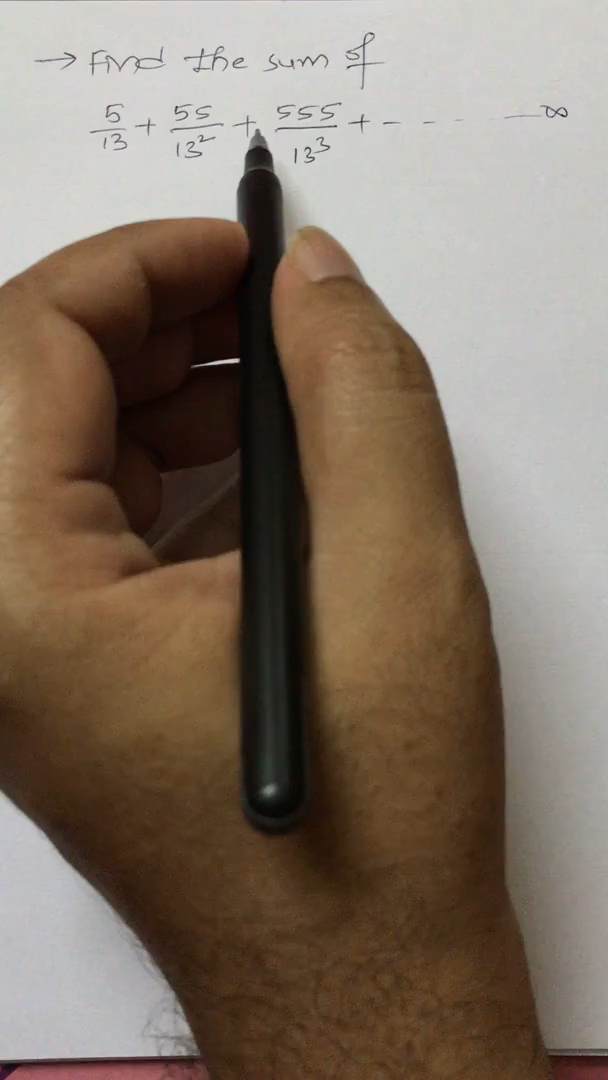 → Find the sum of
5/13 + 55/13² + 555/13³ + - - - - — ∞